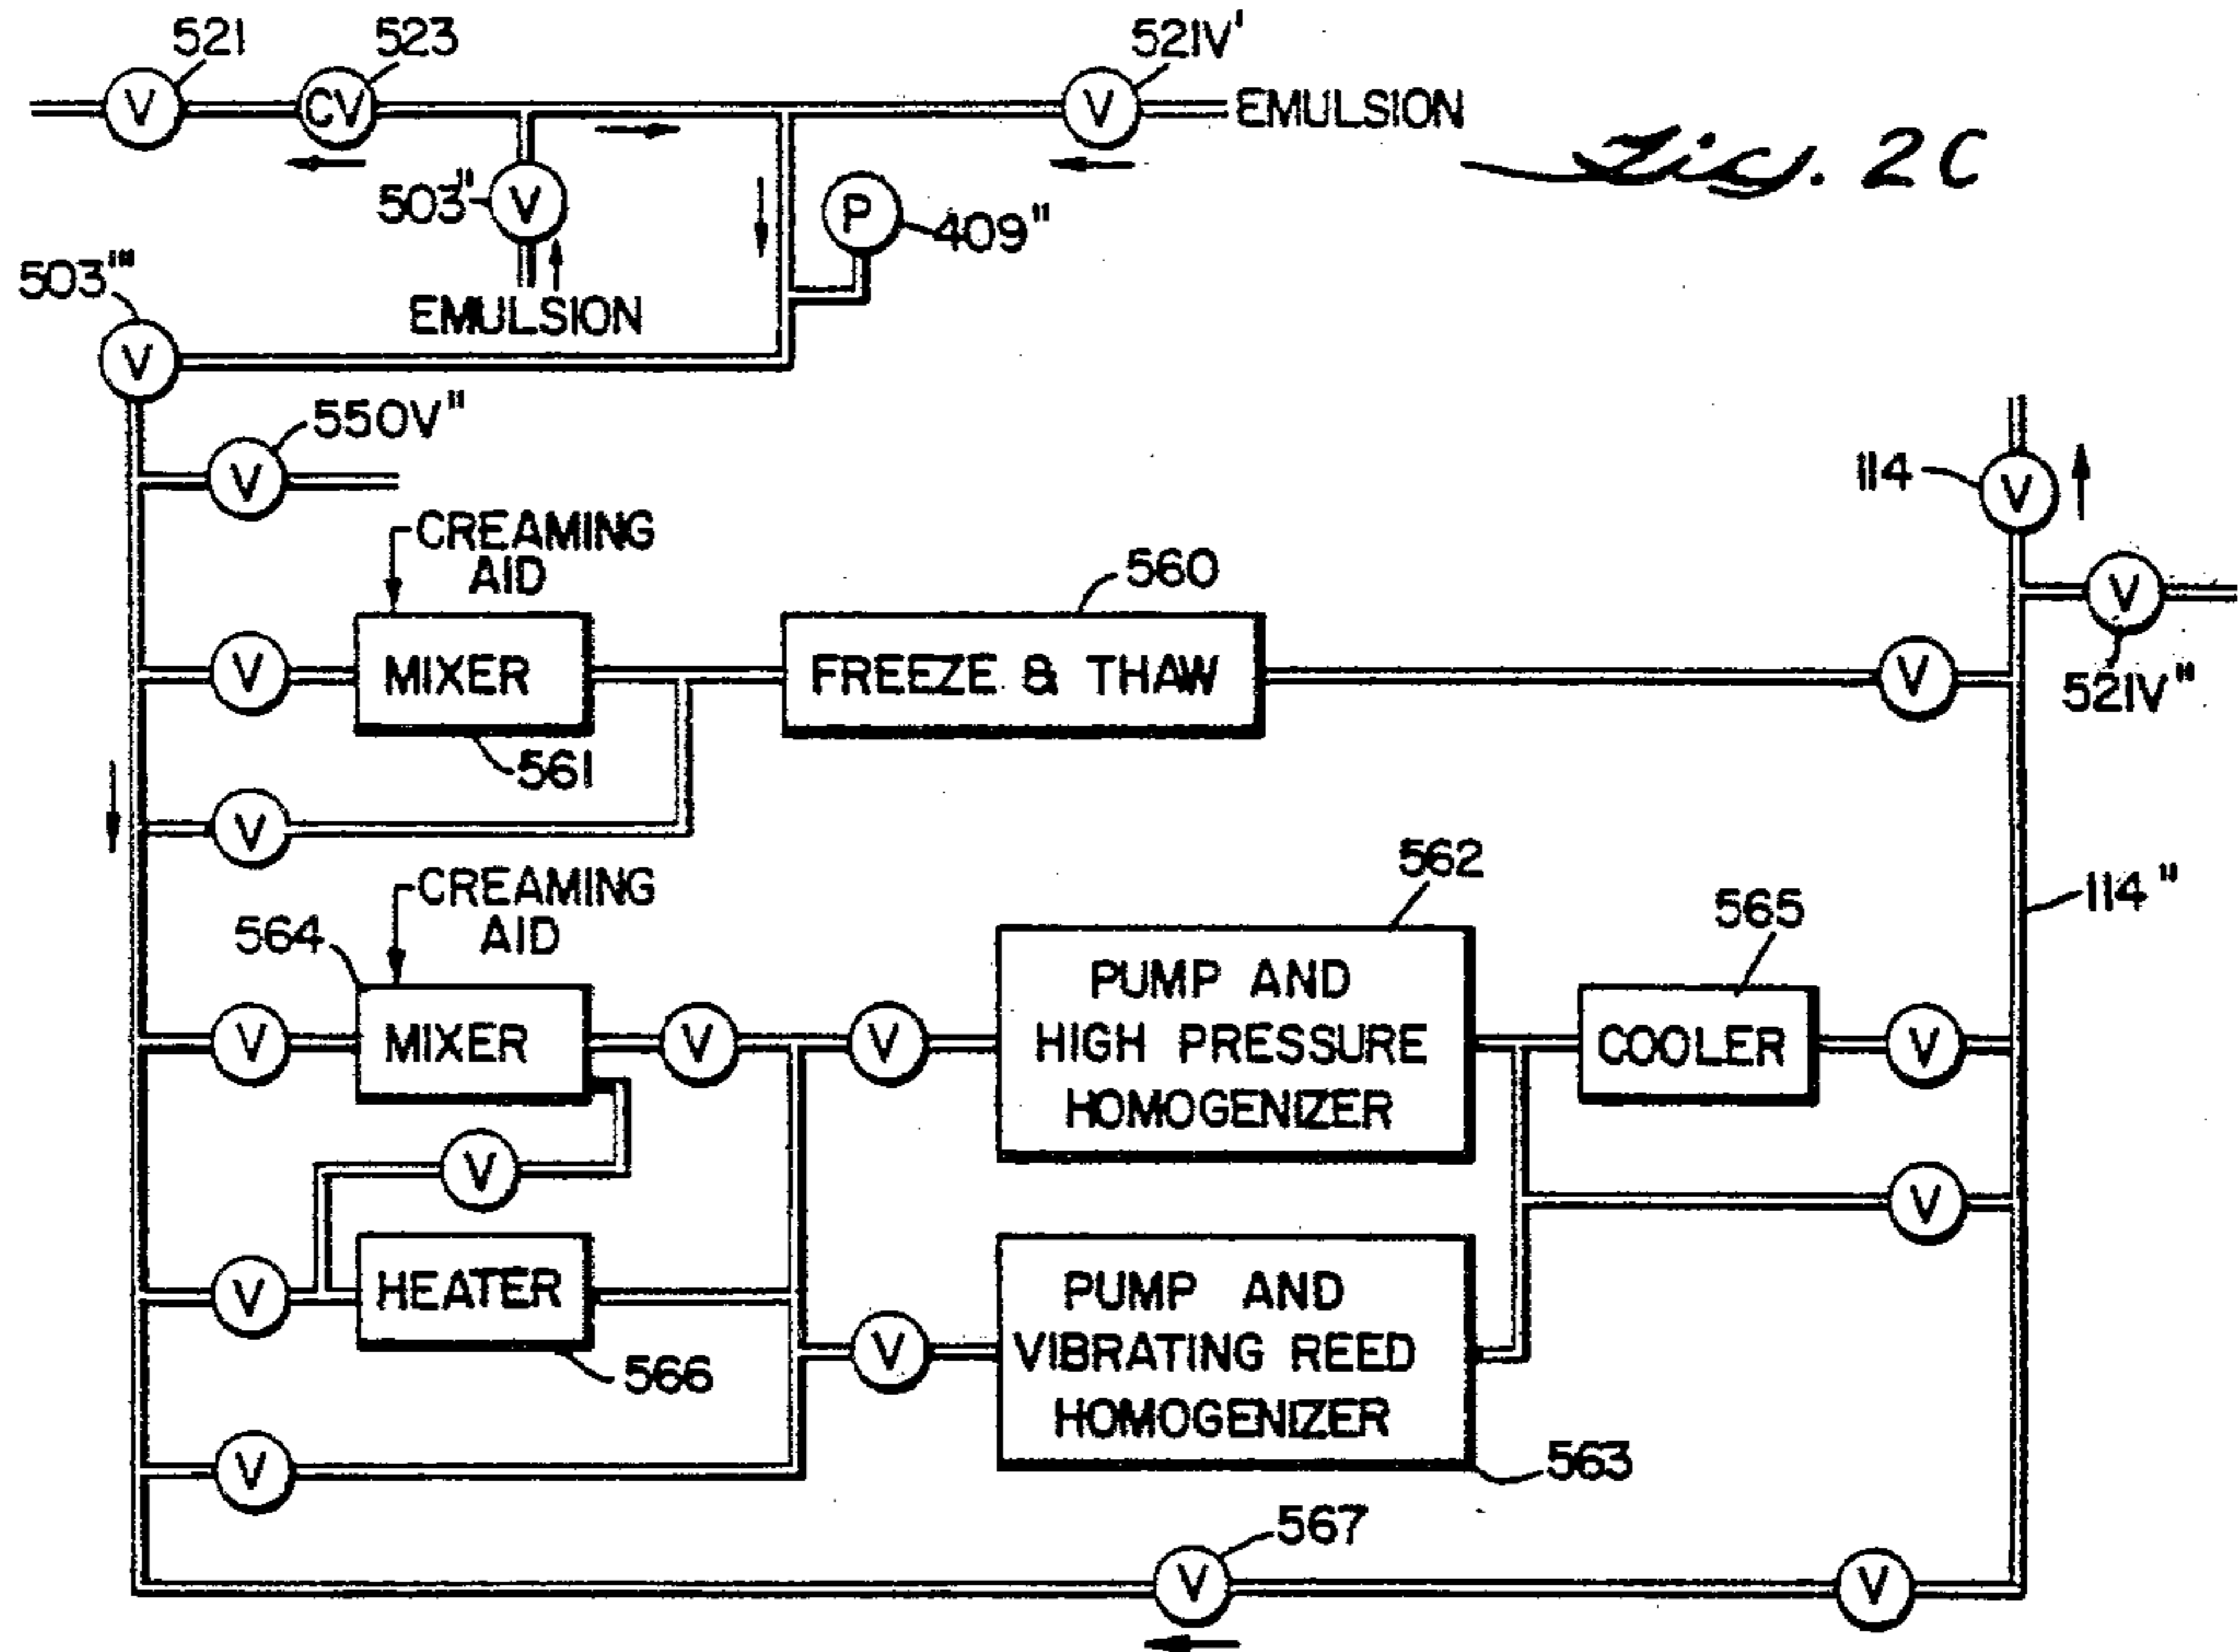 521
523
521V'
V
CV
V
EMULSION
Fig. 2C
503"
V
P
409"
503'''
EMULSION
V
550V"
V
114
V
CREAMING
AID
560
V
521V"
V
MIXER
FREEZE & THAW
V
561
V
CREAMING
AID
562
565
114"
564
V
MIXER
V
V
PUMP AND
HIGH PRESSURE
HOMOGENIZER
COOLER
V
V
V
V
HEATER
566
V
PUMP AND
VIBRATING REED
HOMOGENIZER
563
V
567
V
V